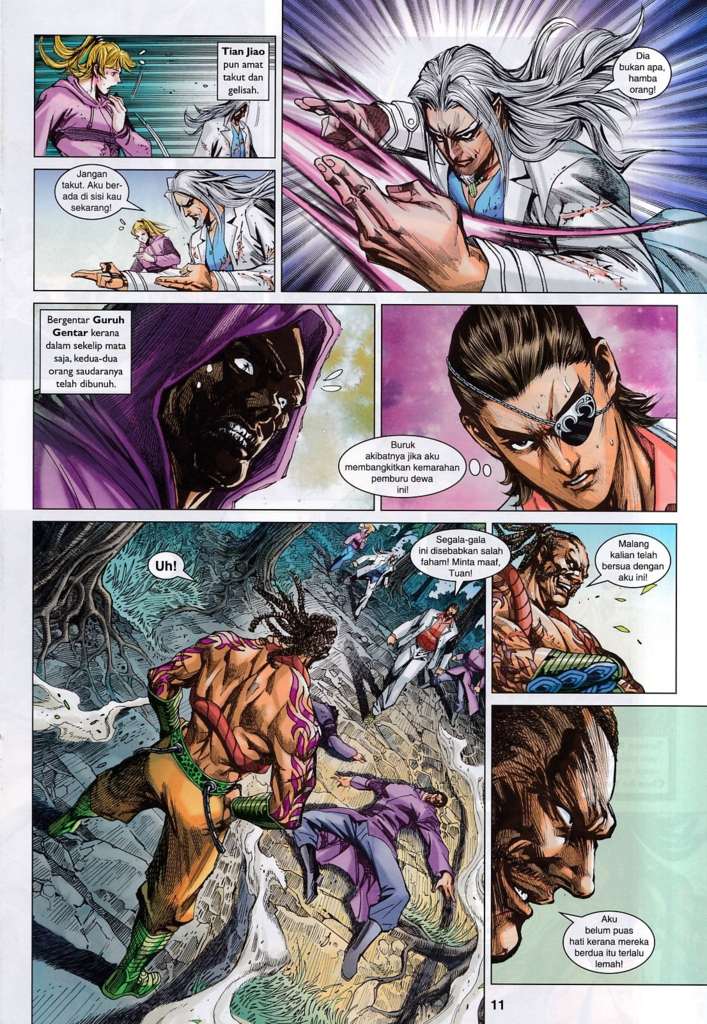 Tian Jiao
pun amat
takut dan
gelisah.
Dia
bukan apa,
hamba
orang!
Jangan
takut. Aku ber-
ada di sisi kau
sekarang!
Bergentar Guruh
Gentar kerana
dalam sekelip mata
saja, kedua-dua
orang saudaranya
telah dibunuh.
Buruk
akibatnya jika aku
membangkitkan kemarahan
pemburu dewa
ini!
Uh!
Segala-gala
ini disebabkan salah
faham! Minta maaf,
Tuan!
Malang
kalian telah
bersua dengan
aku ini!
Aku
belum puas
hati kerana mereka
berdua itu terlalu
lemah!
11